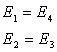 E₁ = E₄
E₂ = E₃